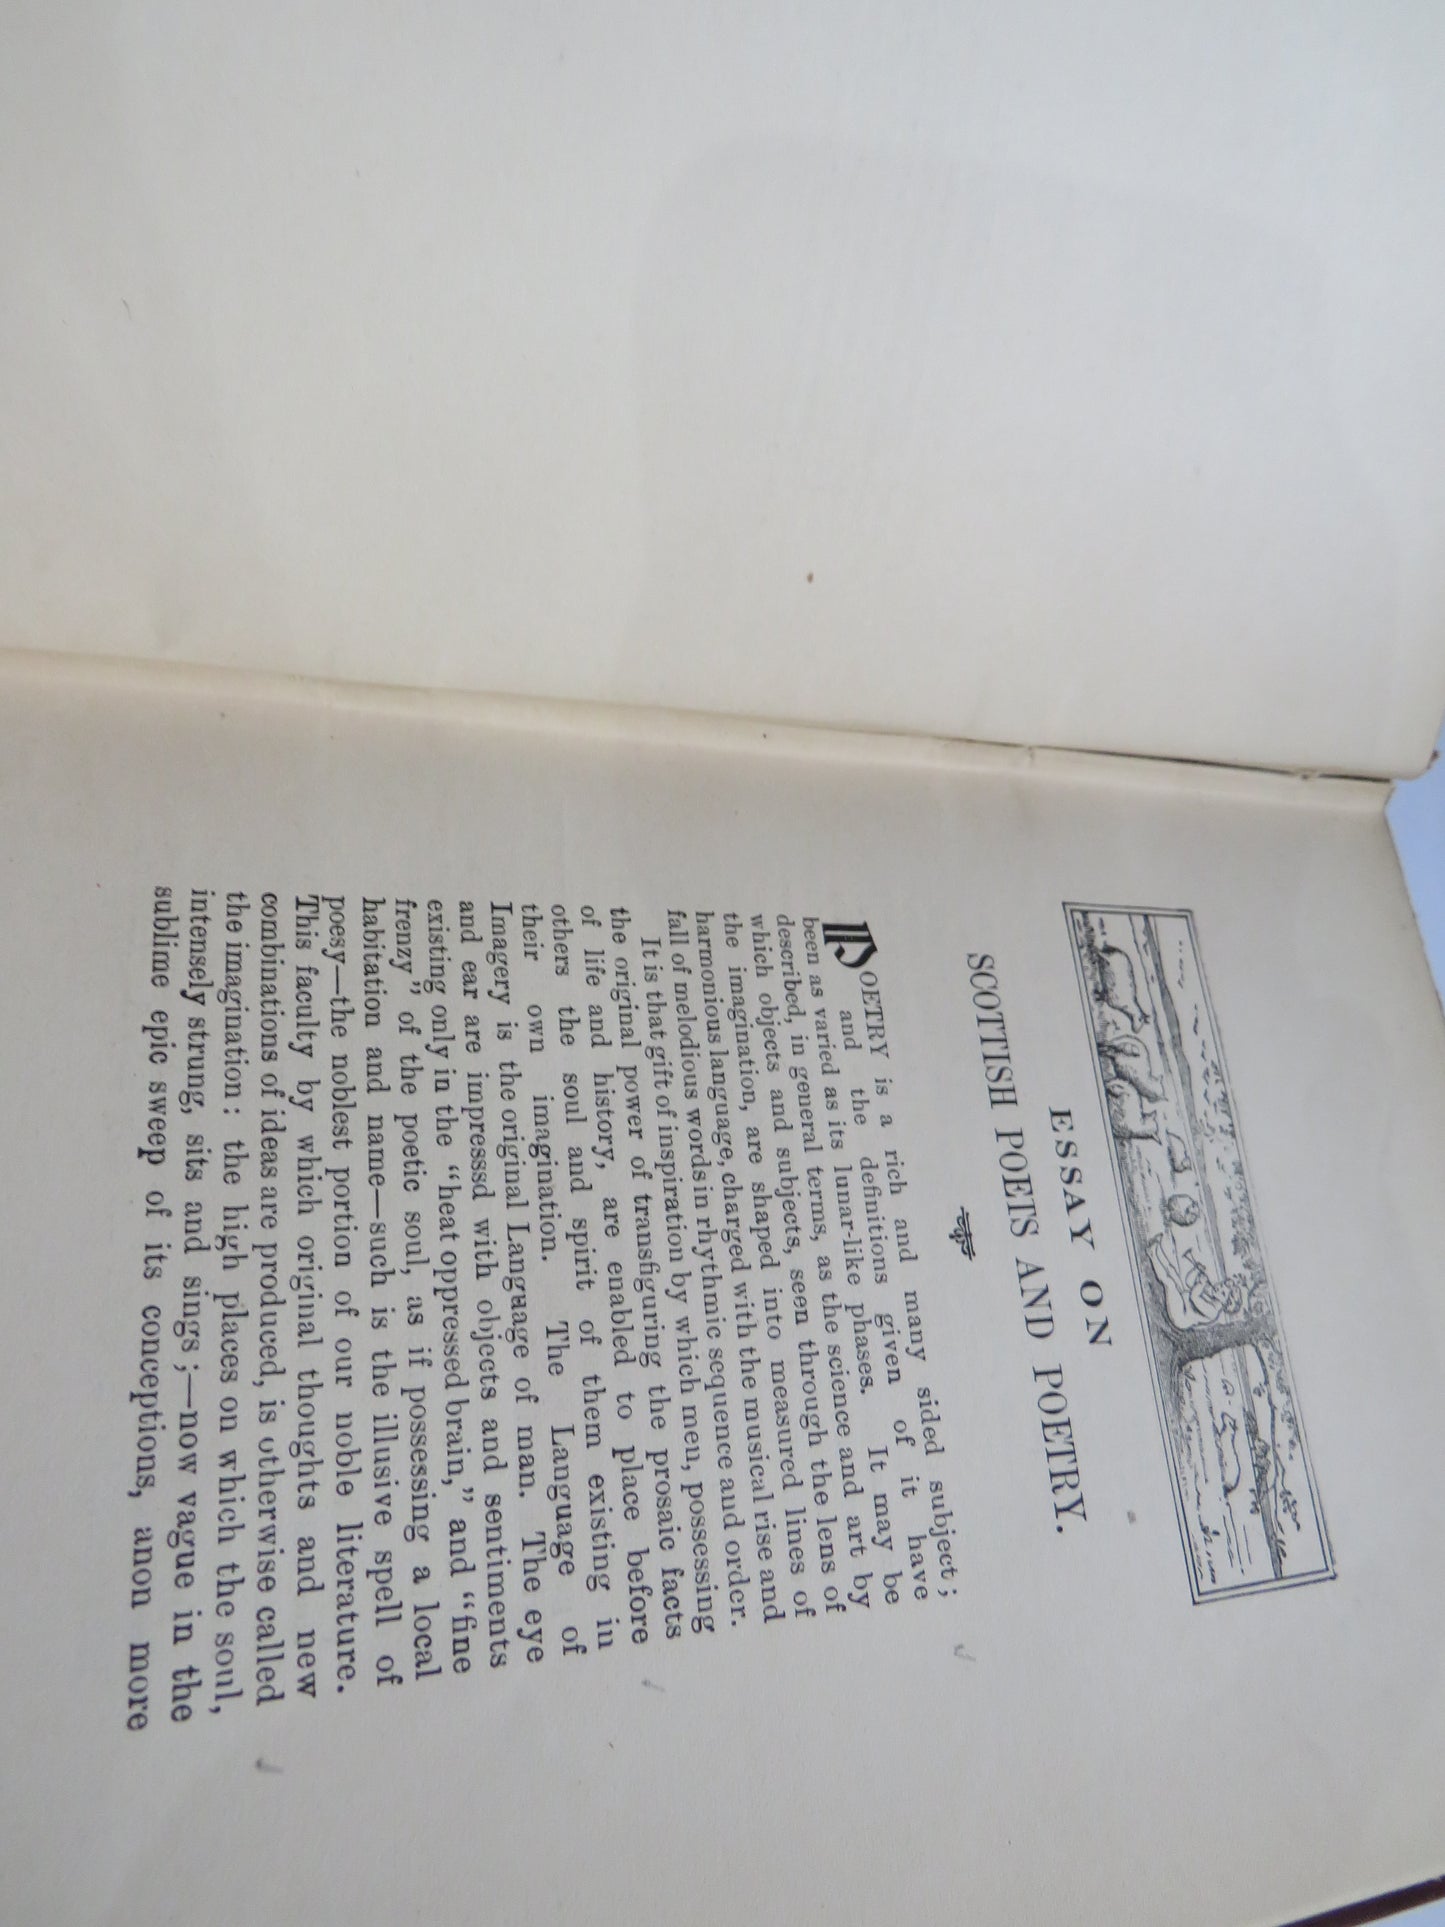 ESSAY ON
SCOTTISH POETS AND POETRY.
POETRY is a rich and many sided subject;
and the definitions given of it have
been as varied as its lunar-like phases. It may be
described, in general terms, as the science and art by
which objects and subjects, seen through the lens of
the imagination, are shaped into measured lines of
harmonious language, charged with the musical rise and
fall of melodious words in rhythmic sequence and order.
It is that gift of inspiration by which men, possessing
the original power of transfiguring the prosaic facts
of life and history, are enabled to place before
others the soul and spirit of them existing in
their own imagination. The Language of
Imagery is the original Language of man. The eye
and ear are impresssd with objects and sentiments
existing only in the “heat oppressed brain,” and “fine
frenzy” of the poetic soul, as if possessing a local
habitation and name—such is the illusive spell of
poesy—the noblest portion of our noble literature.
This faculty by which original thoughts and new
combinations of ideas are produced, is otherwise called
the imagination: the high places on which the soul,
intensely strung, sits and sings;—now vague in the
sublime epic sweep of its conceptions, anon more